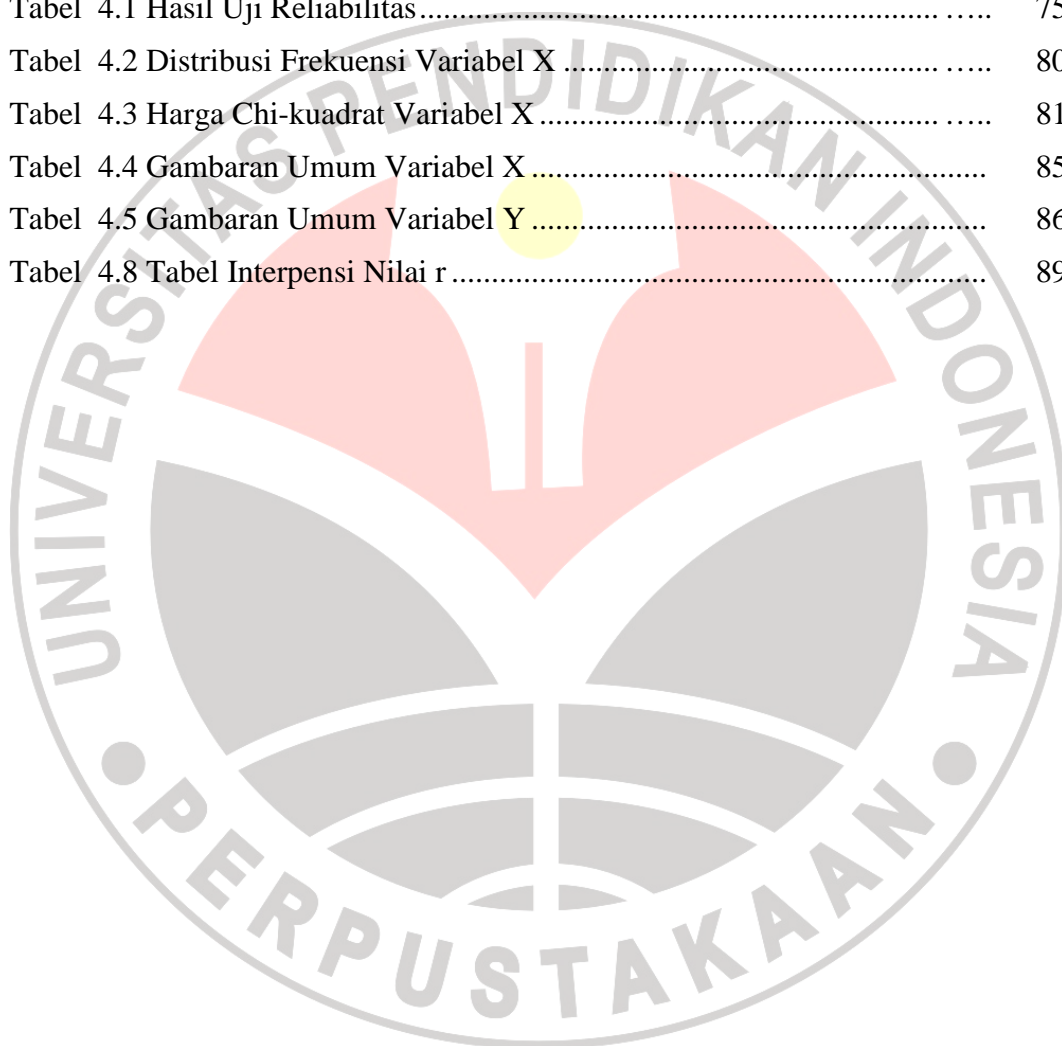 Tabel 4.1 Hasil Uji Reliabilitas ................................................................. ….. 75
Tabel 4.2 Distribusi Frekuensi Variabel X ............................................... ….. 80
Tabel 4.3 Harga Chi-kuadrat Variabel X .................................................. ….. 81
Tabel 4.4 Gambaran Umum Variabel X ......................................................... 85
Tabel 4.5 Gambaran Umum Variabel Y ......................................................... 86
Tabel 4.8 Tabel Interpensi Nilai r ................................................................... 89
UNIVERSITAS PENDIDIKAN INDONESIA
PERPUSTAKAAN